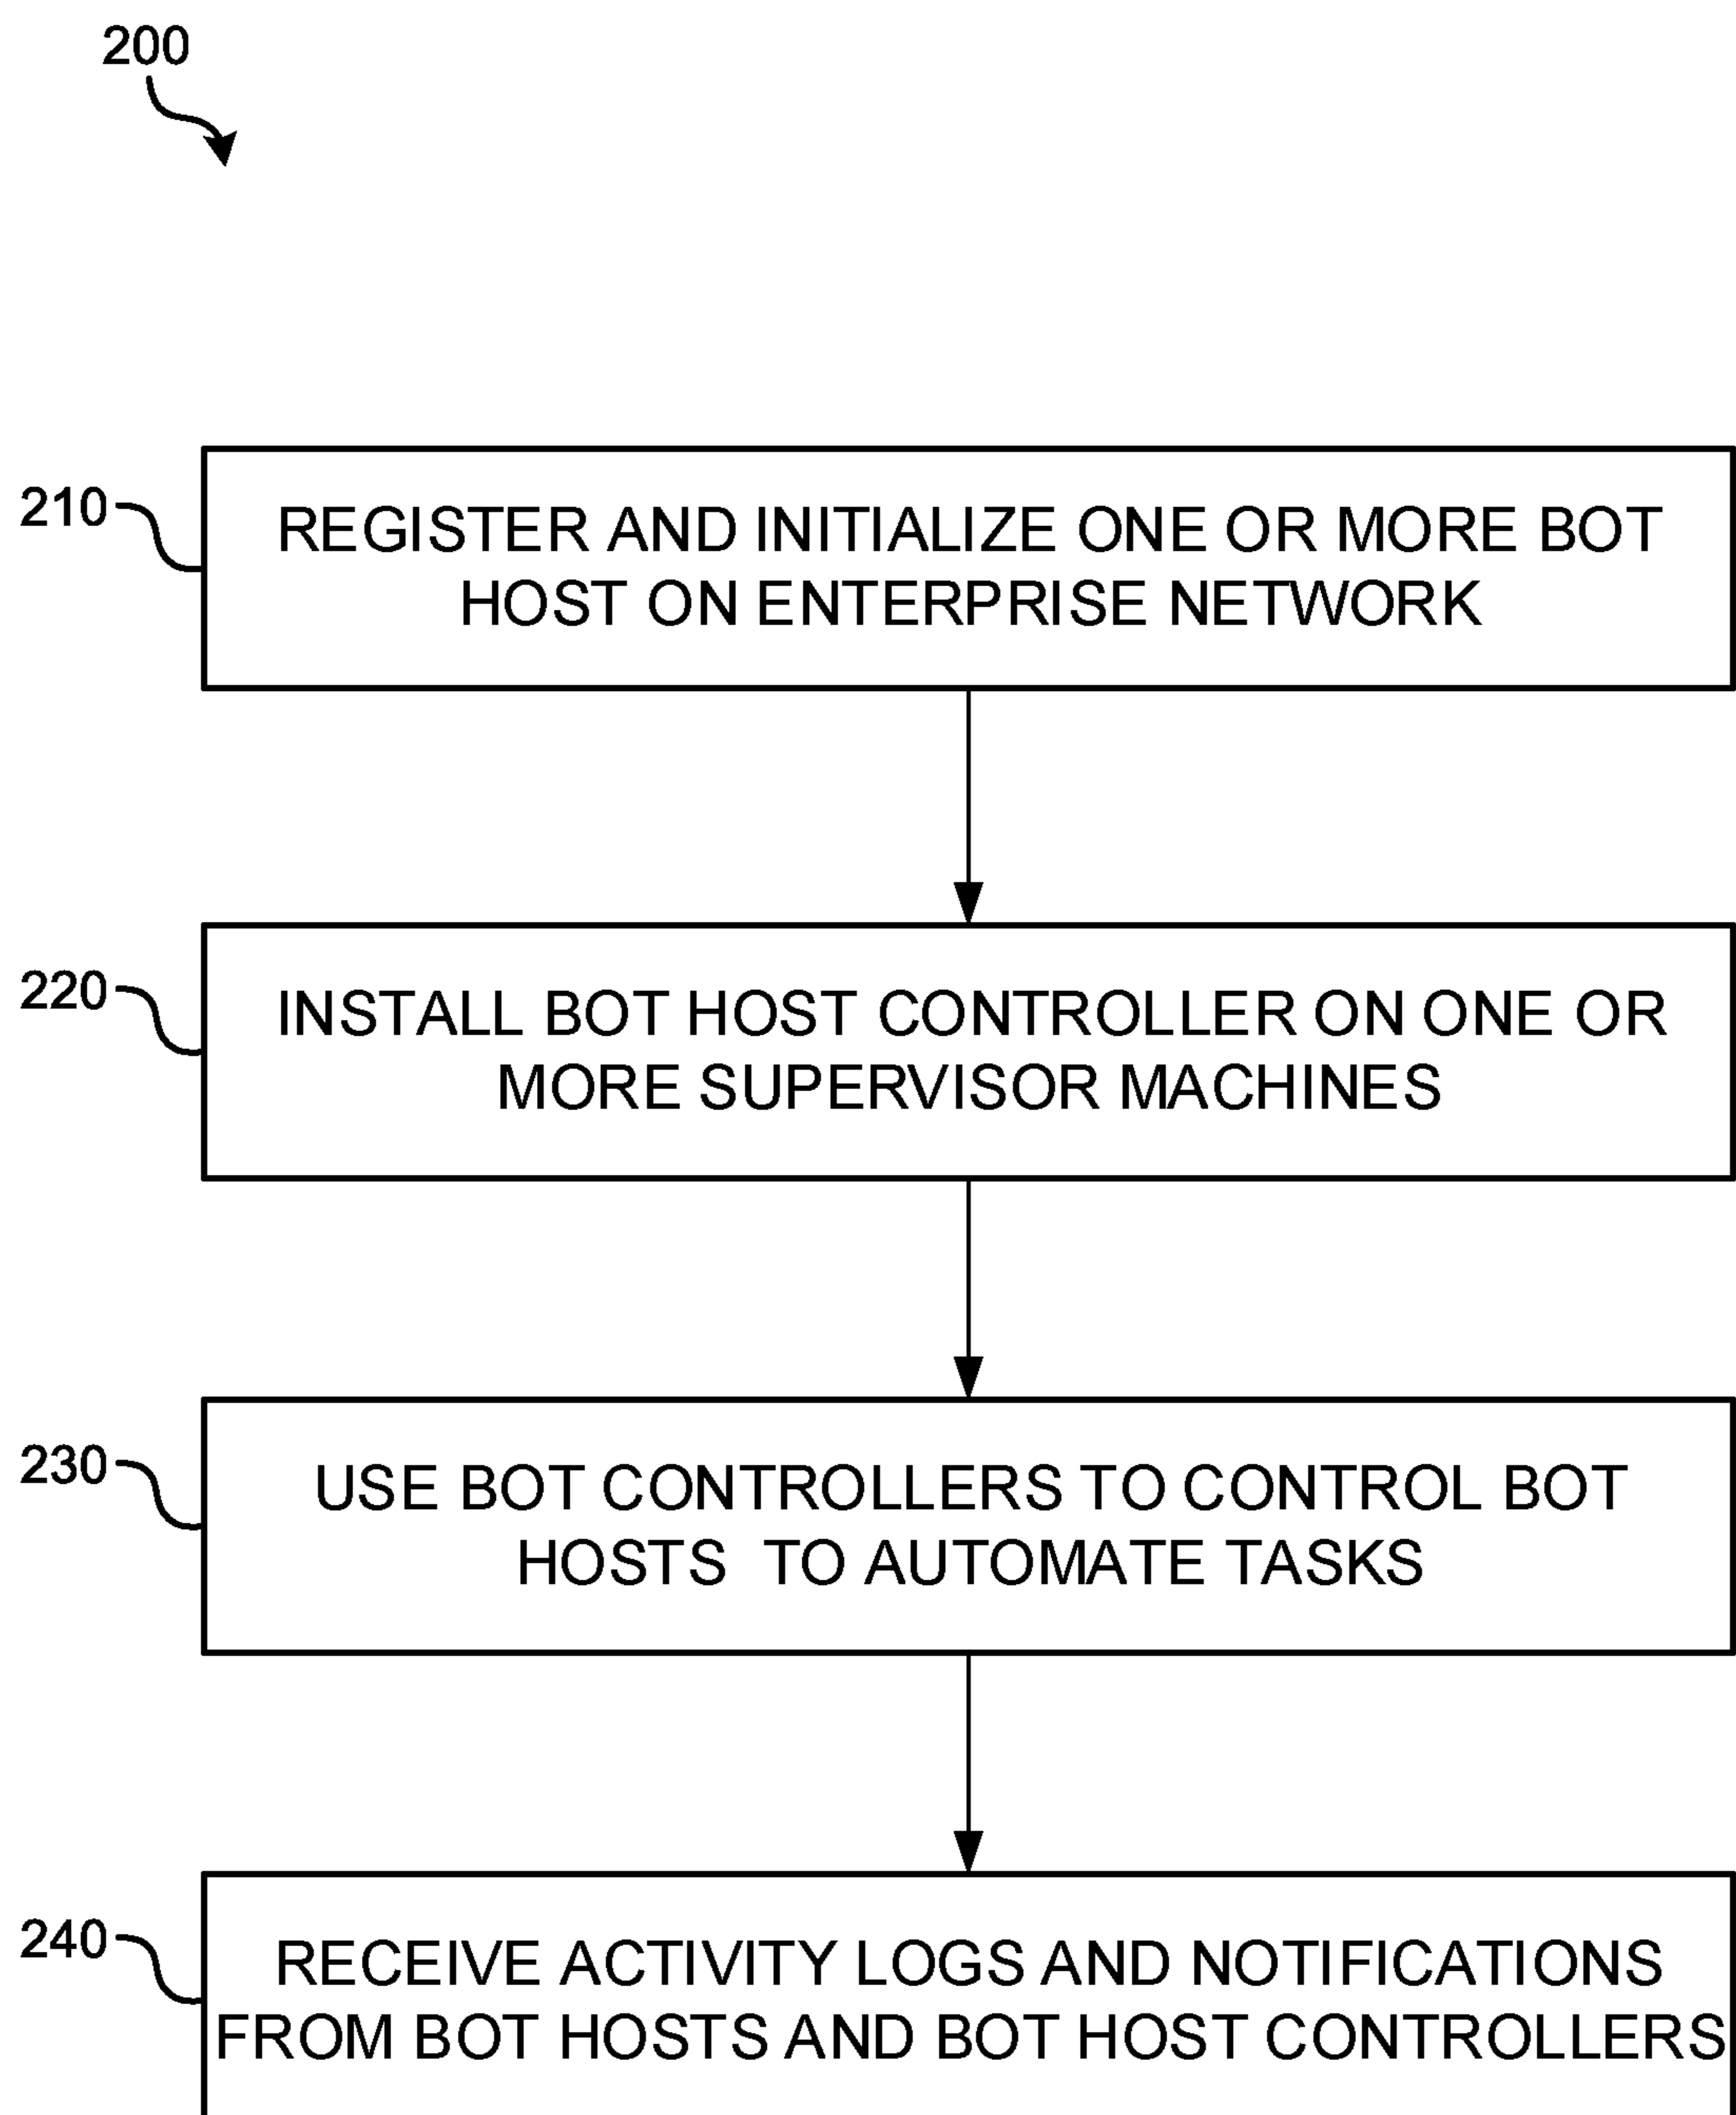 200
210
REGISTER AND INITIALIZE ONE OR MORE BOT
HOST ON ENTERPRISE NETWORK
220
INSTALL BOT HOST CONTROLLER ON ONE OR
MORE SUPERVISOR MACHINES
230
USE BOT CONTROLLERS TO CONTROL BOT
HOSTS TO AUTOMATE TASKS
240
RECEIVE ACTIVITY LOGS AND NOTIFICATIONS
FROM BOT HOSTS AND BOT HOST CONTROLLERS